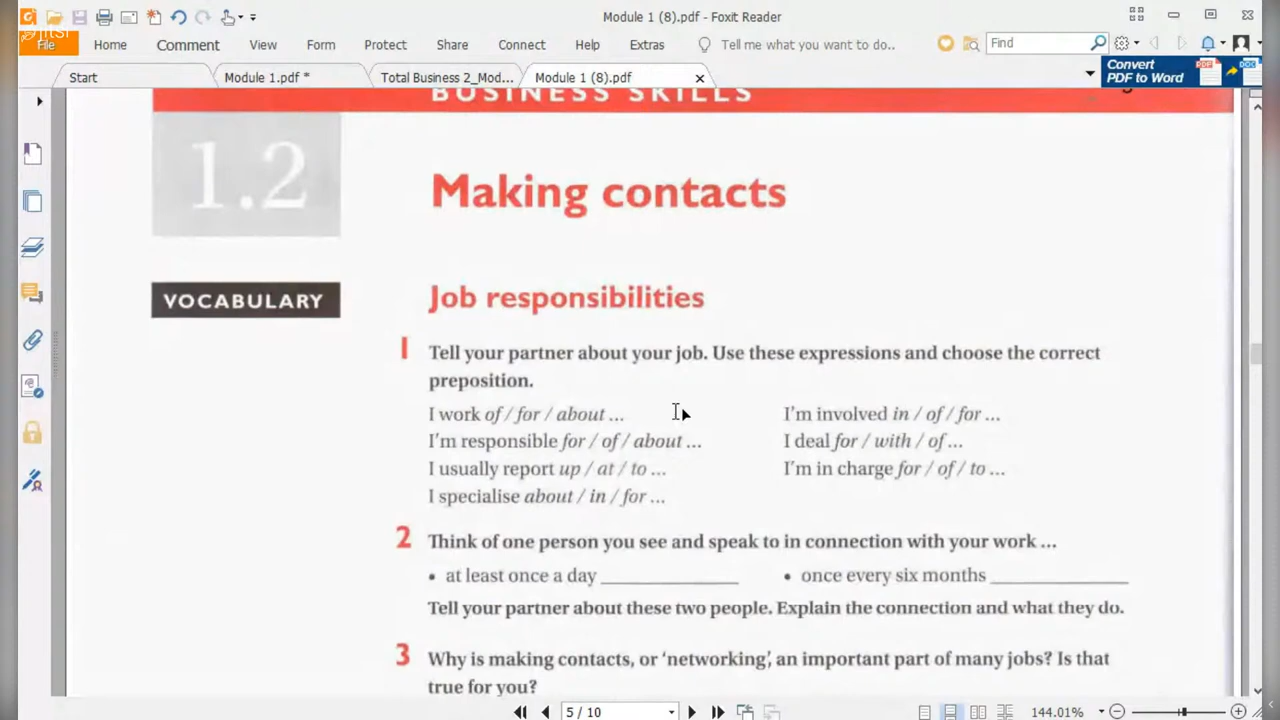 Module 1 (8).pdf - Foxit Reader
Jitsi
File Home Comment View Form Protect Share Connect Help Extras Tell me what you want to do.. Find
Start Module 1.pdf * Total Business 2_Mod... Module 1 (8).pdf
Convert
PDF to Word
PDF DOC
BUSINESS SKILLS
1.2
Making contacts
VOCABULARY
Job responsibilities
1 Tell your partner about your job. Use these expressions and choose the correct
preposition.
I work of / for / about ... I'm involved in / of / for ...
I'm responsible for / of / about ... I deal for / with / of ...
I usually report up / at / to ... I'm in charge for / of / to ...
I specialise about / in / for ...
2 Think of one person you see and speak to in connection with your work ...
• at least once a day ____________ • once every six months ____________
Tell your partner about these two people. Explain the connection and what they do.
3 Why is making contacts, or 'networking', an important part of many jobs? Is that
true for you?
5 / 10 144.01%